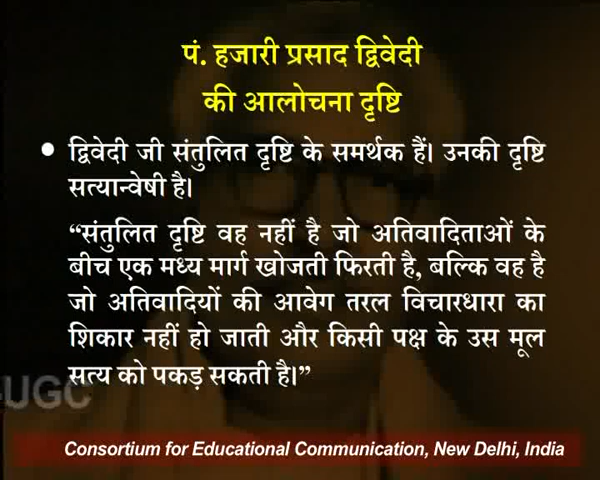 पं. हजारी प्रसाद द्विवेदी
की आलोचना दृष्टि
• द्विवेदी जी संतुलित दृष्टि के समर्थक हैं। उनकी दृष्टि
सत्यान्वेषी है।
“संतुलित दृष्टि वह नहीं है जो अतिवादिताओं के
बीच एक मध्य मार्ग खोजती फिरती है, बल्कि वह है
जो अतिवादियों की आवेग तरल विचारधारा का
शिकार नहीं हो जाती और किसी पक्ष के उस मूल
सत्य को पकड़ सकती है।”
UGC
Consortium for Educational Communication, New Delhi, India